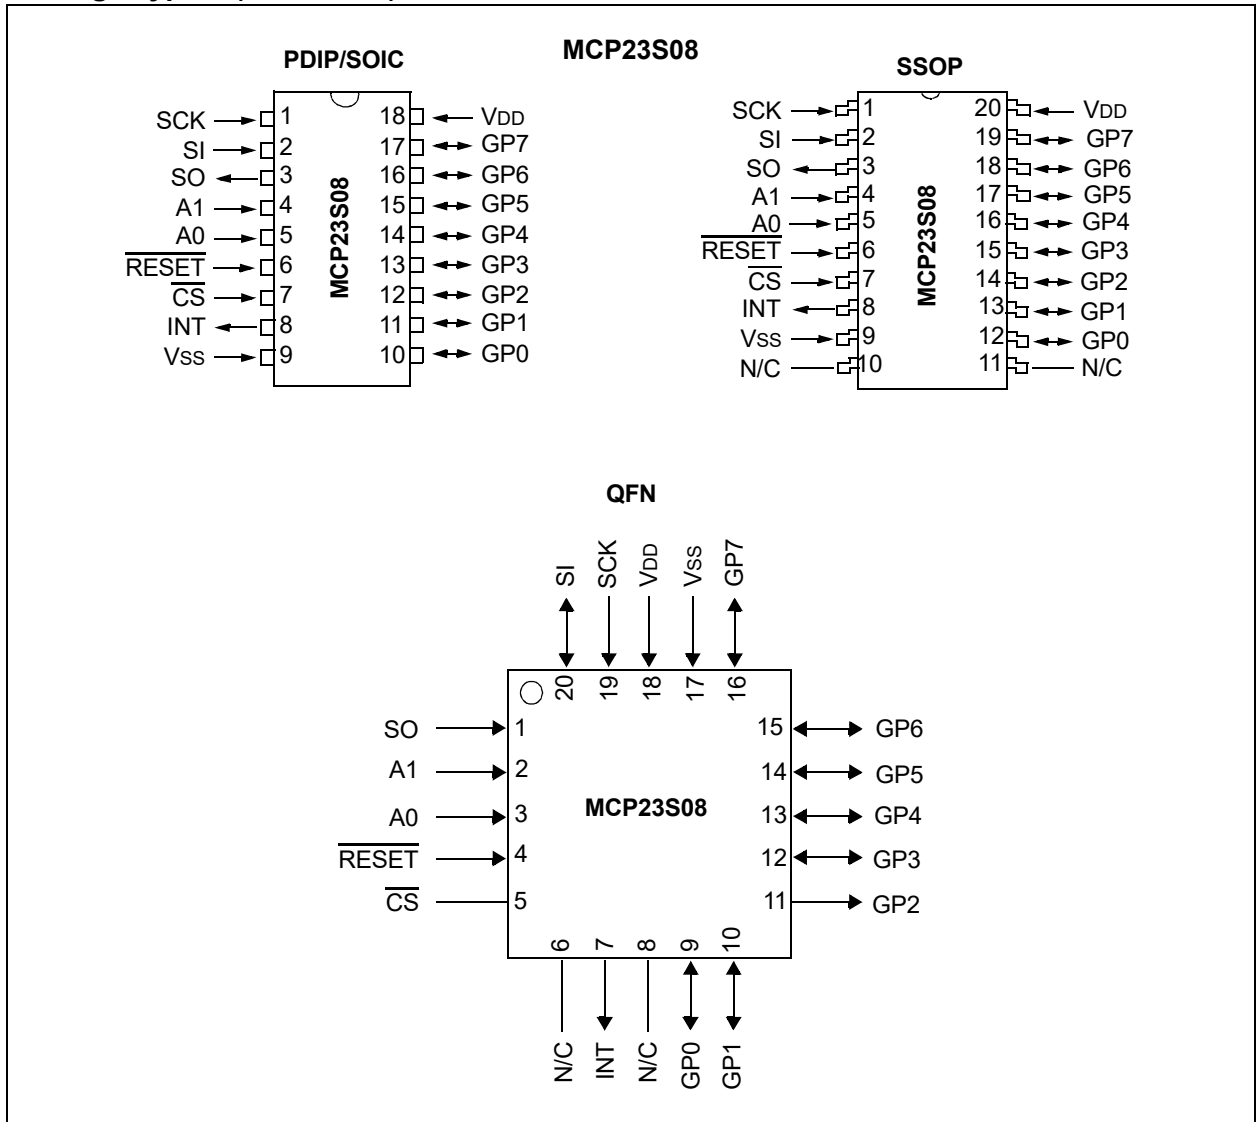 MCP23S08
PDIP/SOIC
SCK 1 18 VDD
SI 2 17 GP7
SO 3 16 GP6
A1 4 15 GP5
A0 5 14 GP4
RESET 6 13 GP3
CS 7 12 GP2
INT 8 11 GP1
VSS 9 10 GP0
MCP23S08
SSOP
SCK 1 20 VDD
SI 2 19 GP7
SO 3 18 GP6
A1 4 17 GP5
A0 5 16 GP4
RESET 6 15 GP3
CS 7 14 GP2
INT 8 13 GP1
VSS 9 12 GP0
N/C 10 11 N/C
MCP23S08
QFN
SI SCK VDD VSS GP7
20 19 18 17 16
SO 1 15 GP6
A1 2 14 GP5
MCP23S08
A0 3 13 GP4
RESET 4 12 GP3
CS 5 11 GP2
6 7 8 9 10
N/C INT N/C GP0 GP1